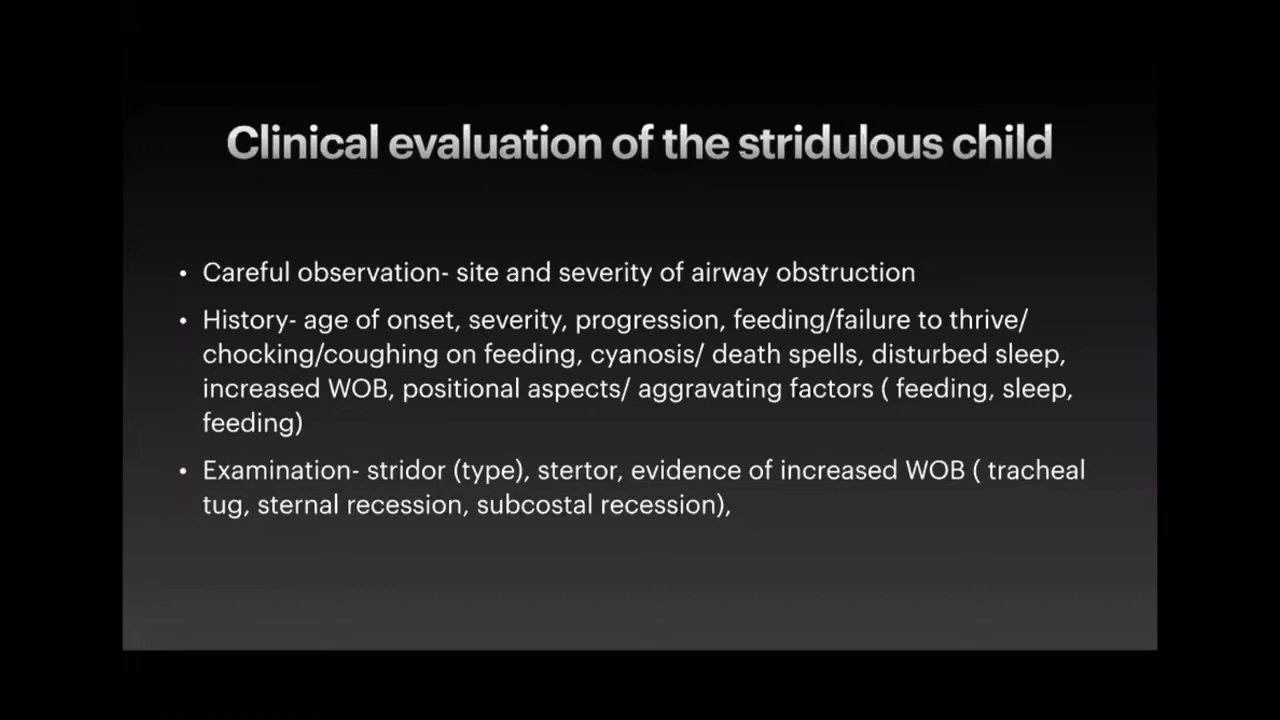 Clinical evaluation of the stridulous child
• Careful observation- site and severity of airway obstruction
• History- age of onset, severity, progression, feeding/failure to thrive/
chocking/coughing on feeding, cyanosis/ death spells, disturbed sleep,
increased WOB, positional aspects/ aggravating factors ( feeding, sleep,
feeding)
• Examination- stridor (type), stertor, evidence of increased WOB ( tracheal
tug, sternal recession, subcostal recession),